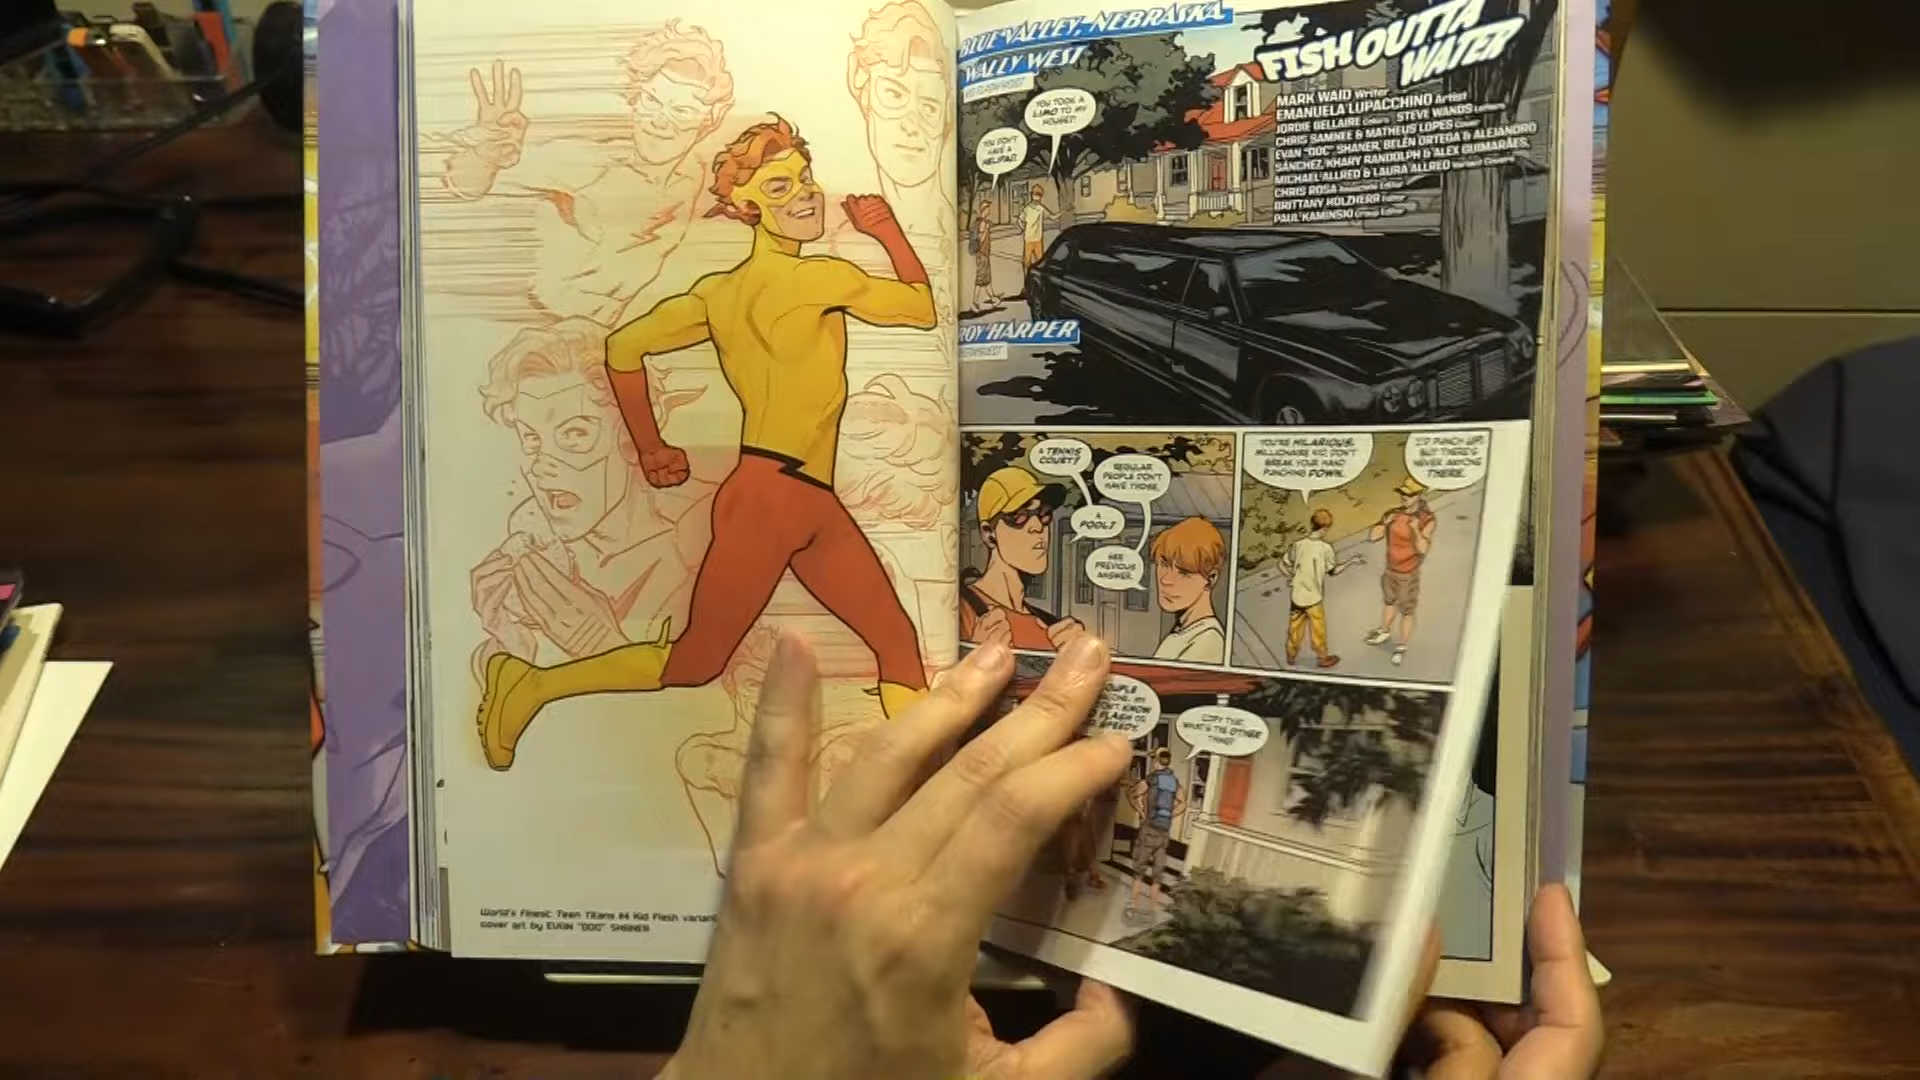 World's Finest: Teen Titans #4 Kid Flash variant
cover art by EVAN "DOC" SHANER
BLUE VALLEY, NEBRASKA
WALLY WEST
FISH OUTTA
WATER
MARK WAID Writer
EMANUELA LUPACCHINO Artist
JORDIE BELLAIRE Colors STEVE WANDS Letters
CHRIS SAMNEE & MATHEUS LOPES Cover
EVAN "DOC" SHANER, BELÉN ORTEGA & ALEJANDRO
SÁNCHEZ, KHARY RANDOLPH & ALEX GUIMARÃES,
MICHAEL ALLRED & LAURA ALLRED Variant Covers
CHRIS ROSA Associate Editor
BRITTANY HOLZHERR Editor
PAUL KAMINSKI Group Editor
YOU TOOK A
LIMO TO MY
HOUSE?!
YOU DON'T
HAVE A
HELIPAD.
ROY HARPER
A TENNIS
COURT?
REGULAR
PEOPLE DON'T
HAVE THOSE.
A
POOL?
SEE
PREVIOUS
ANSWER.
YOU'RE HILARIOUS,
MILLIONAIRE KID. DON'T
BREAK YOUR HAND
PUNCHING DOWN.
I'D PUNCH UP,
BUT THERE'S
NEVER ANYONE
THERE.
DON'T KNOW
FLASH OR
SPEEDY.
COPY THAT.
WHAT'S THE OTHER
THING?